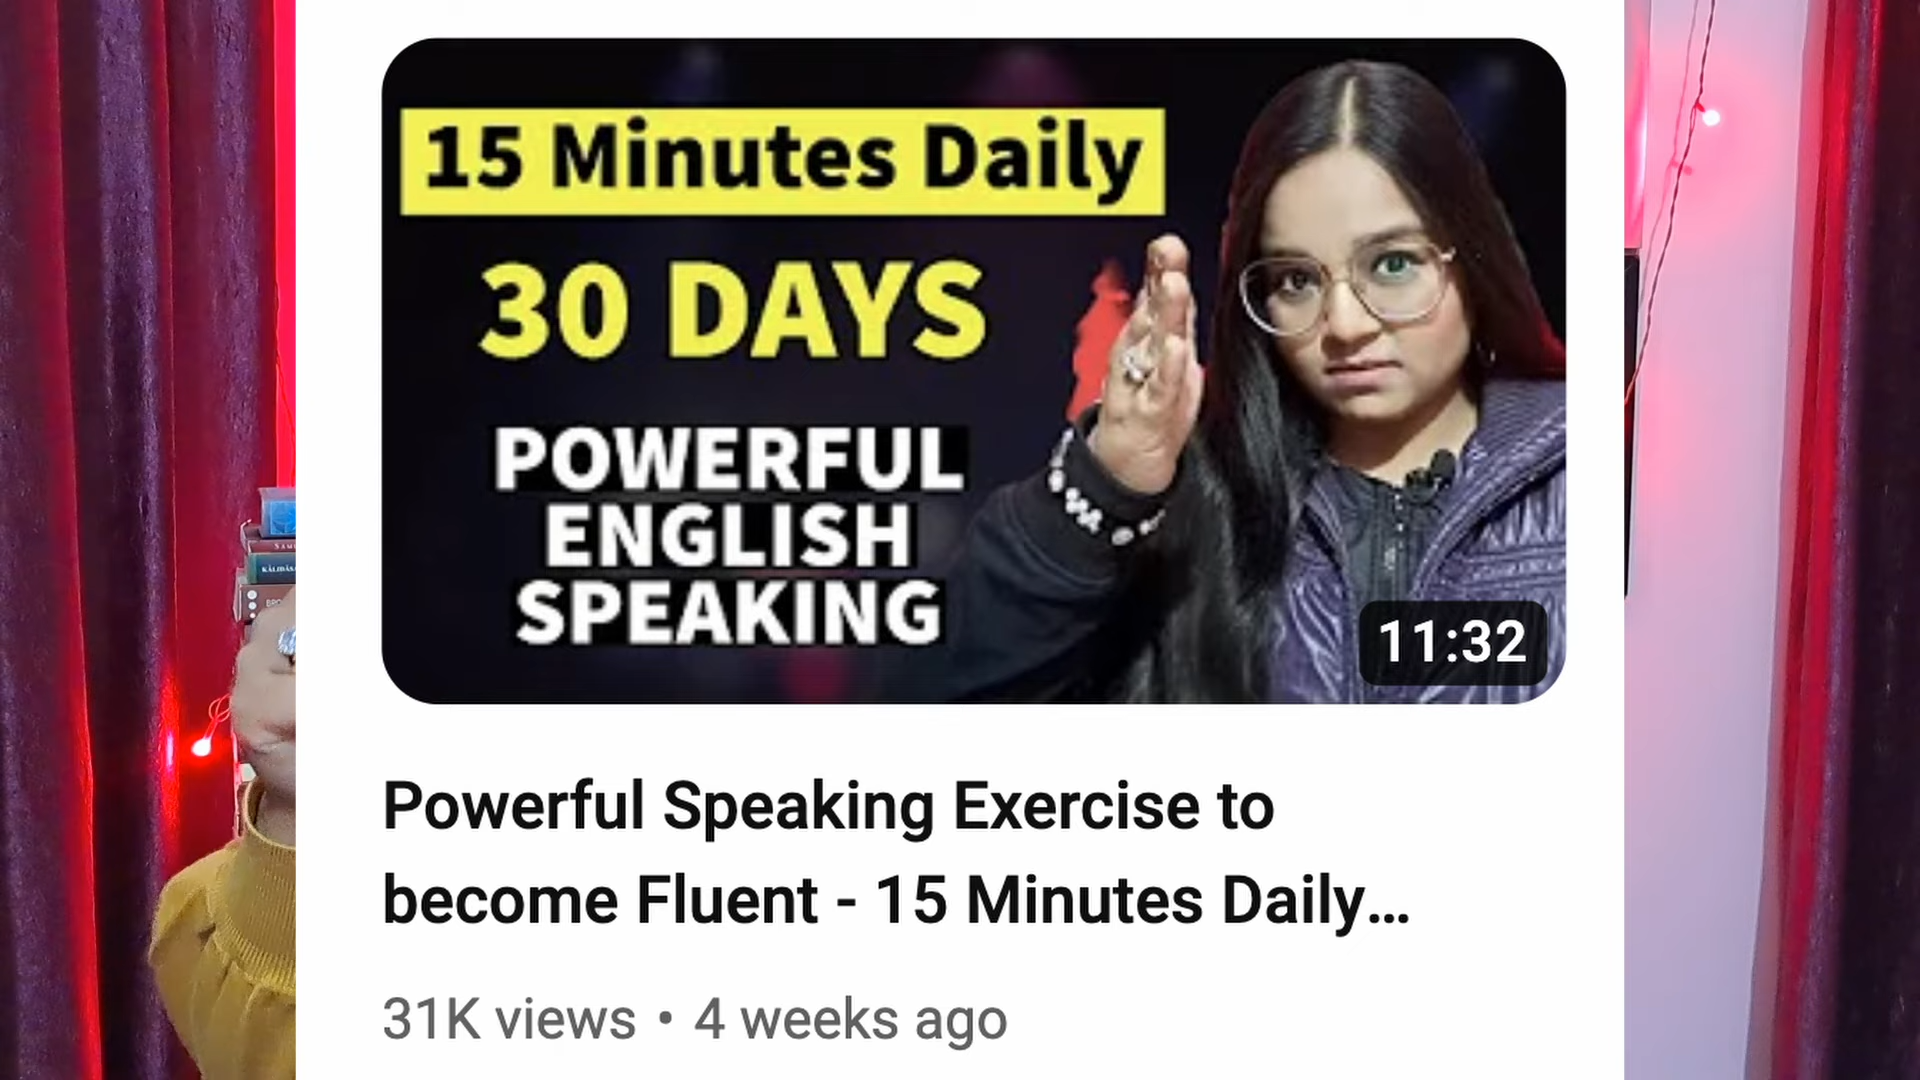 15 Minutes Daily
30 DAYS
POWERFUL
ENGLISH
SPEAKING
11:32
Powerful Speaking Exercise to
become Fluent - 15 Minutes Daily...
31K views • 4 weeks ago